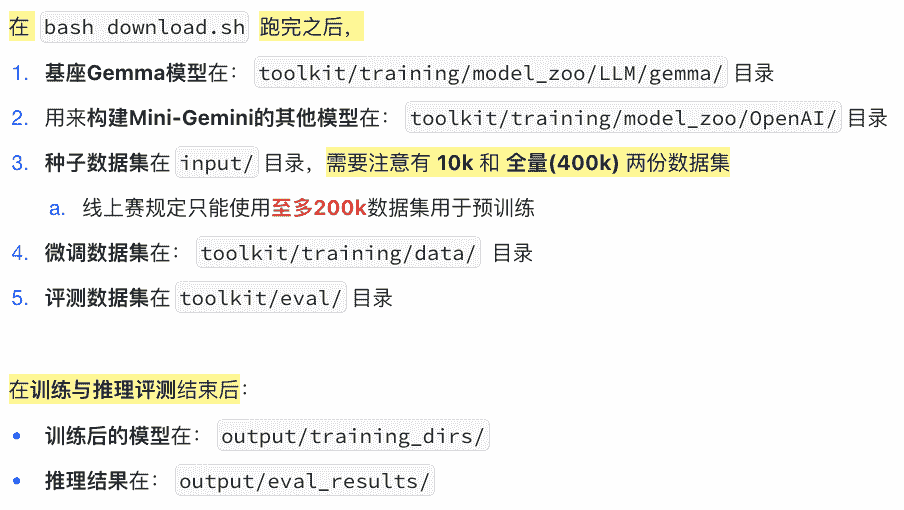 在 bash download.sh 跑完之后，
1. 基座Gemma模型在： toolkit/training/model_zoo/LLM/gemma/ 目录
2. 用来构建Mini-Gemini的其他模型在： toolkit/training/model_zoo/OpenAI/ 目录
3. 种子数据集在 input/ 目录，需要注意有 10k 和 全量(400k) 两份数据集
a. 线上赛规定只能使用至多200k数据集用于预训练
4. 微调数据集在： toolkit/training/data/ 目录
5. 评测数据集在 toolkit/eval/ 目录
在训练与推理评测结束后：
• 训练后的模型在： output/training_dirs/
• 推理结果在： output/eval_results/